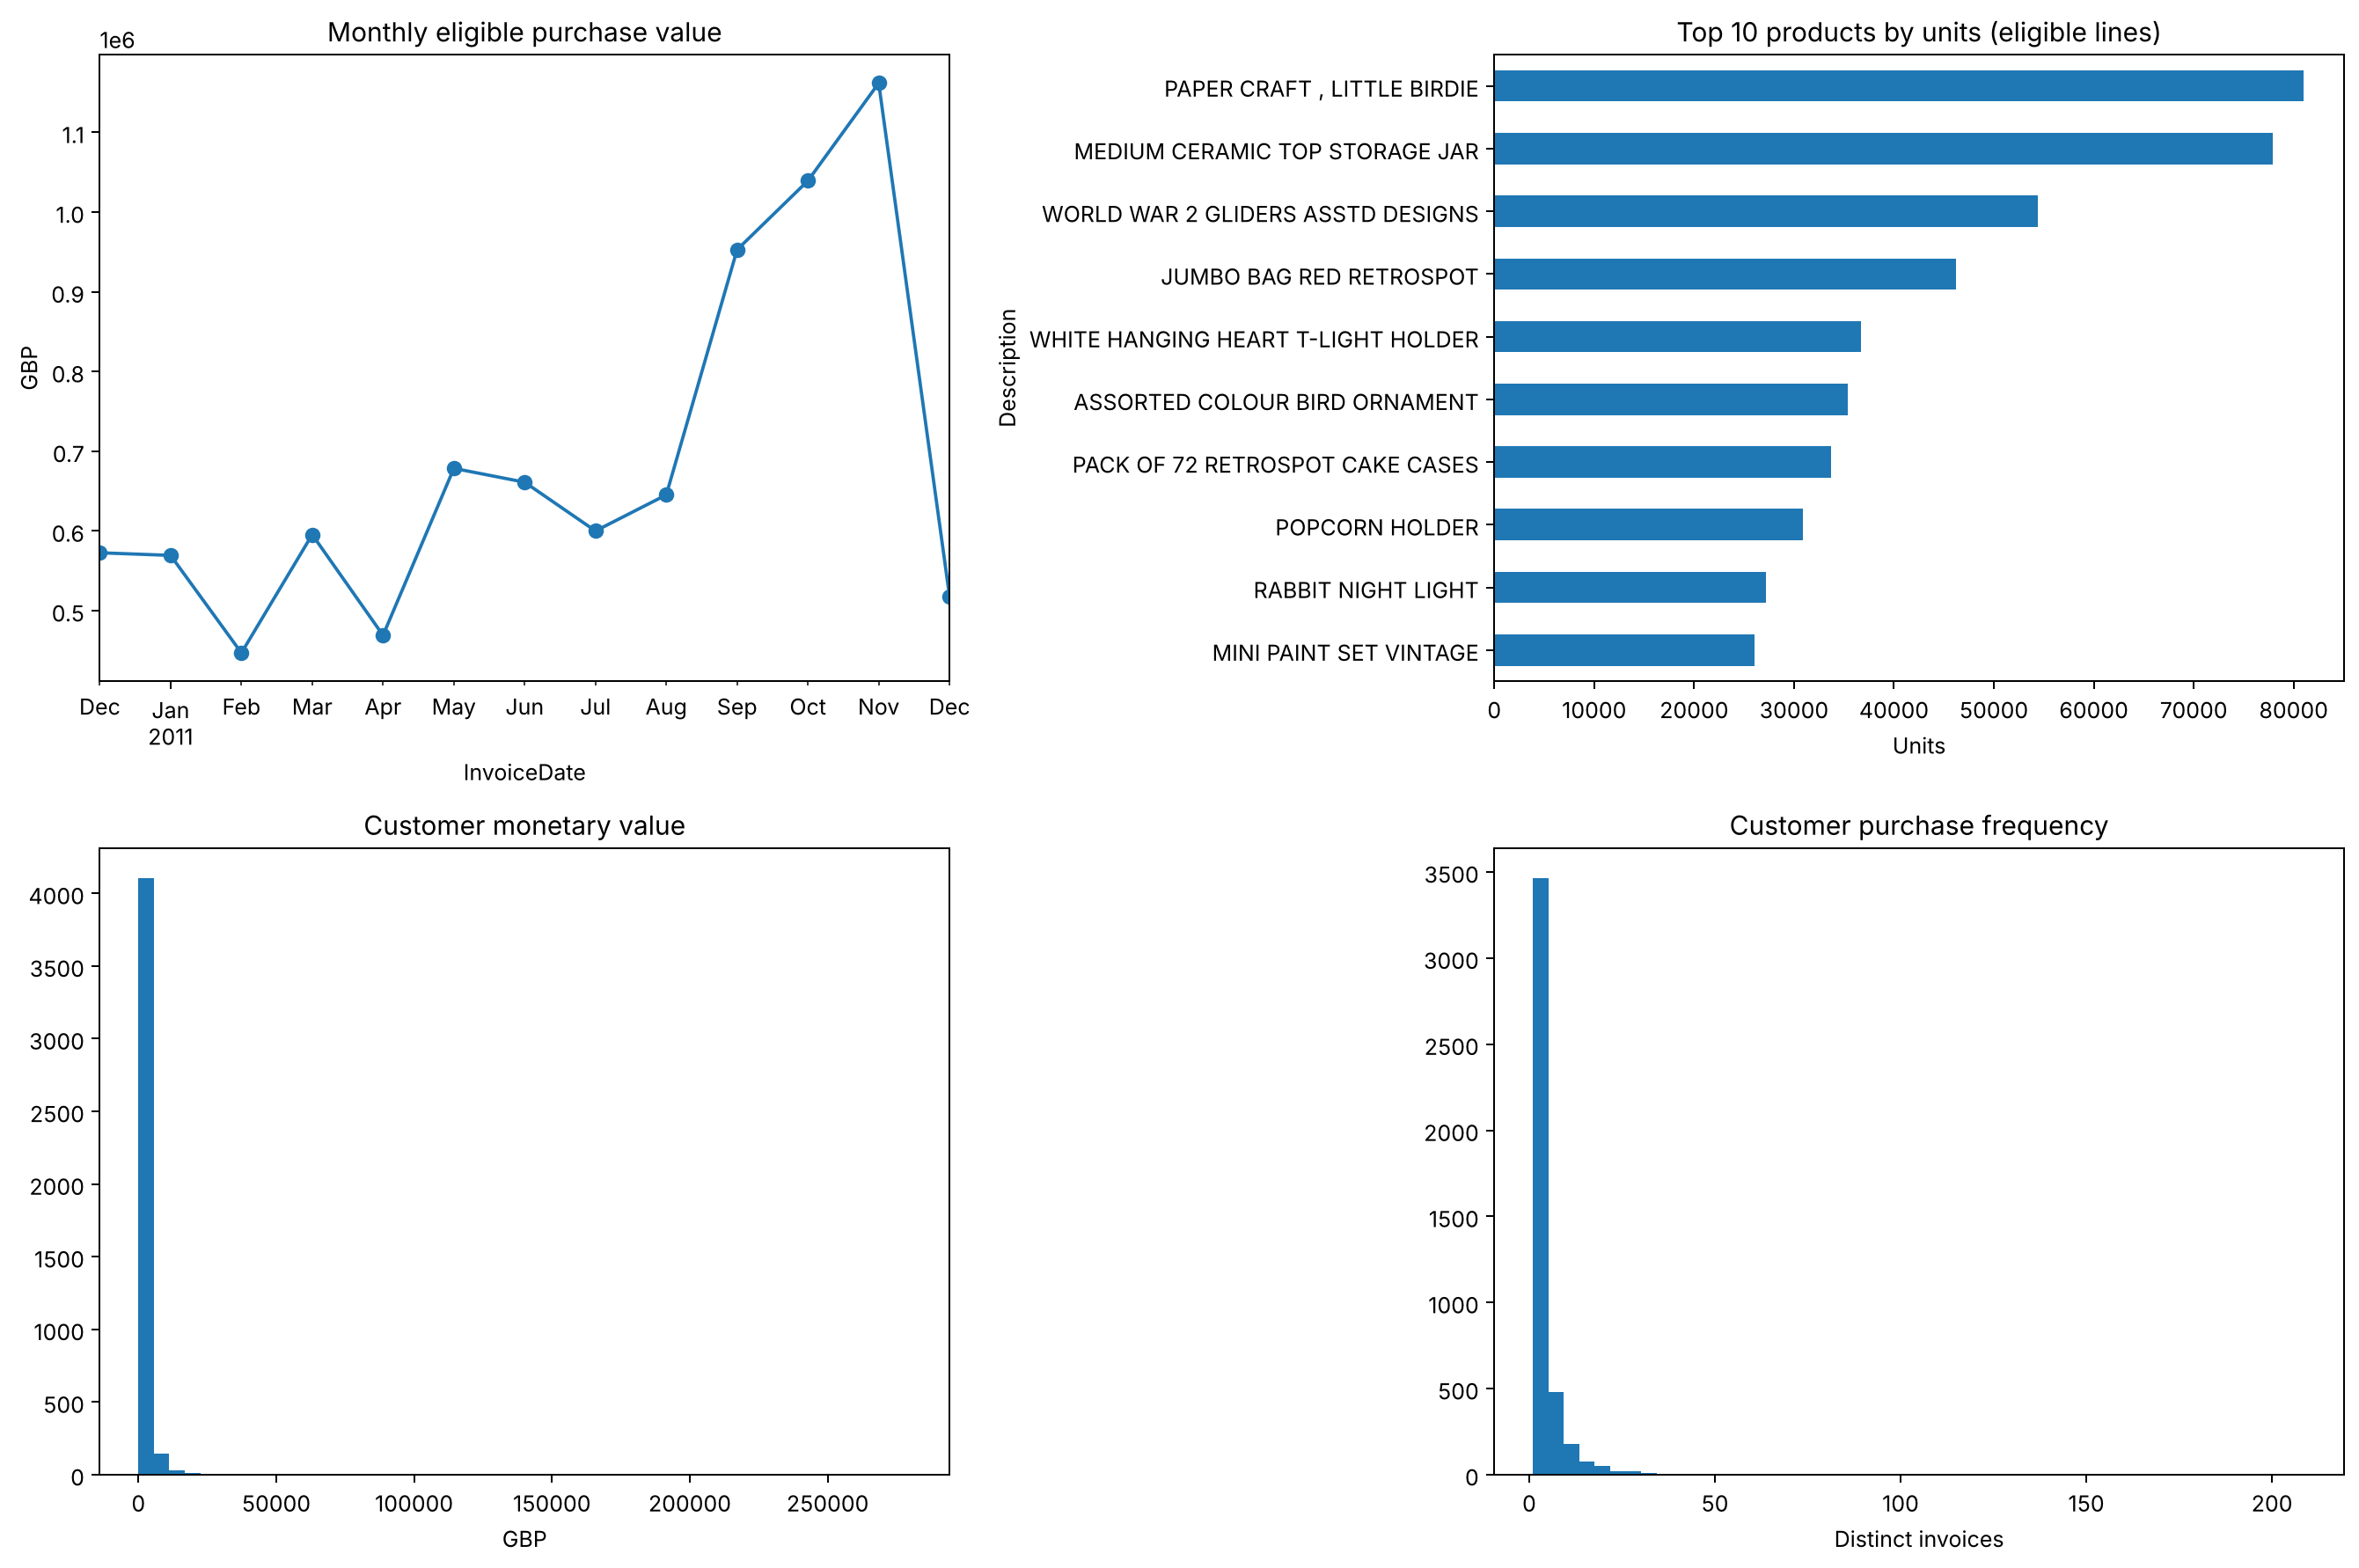 Monthly eligible purchase value
1e6
1.1
1.0
0.9
0.8
0.7
0.6
0.5
GBP
Dec Jan Feb Mar Apr May Jun Jul Aug Sep Oct Nov Dec
2011
InvoiceDate
Top 10 products by units (eligible lines)
PAPER CRAFT , LITTLE BIRDIE
MEDIUM CERAMIC TOP STORAGE JAR
WORLD WAR 2 GLIDERS ASSTD DESIGNS
JUMBO BAG RED RETROSPOT
WHITE HANGING HEART T-LIGHT HOLDER
ASSORTED COLOUR BIRD ORNAMENT
PACK OF 72 RETROSPOT CAKE CASES
POPCORN HOLDER
RABBIT NIGHT LIGHT
MINI PAINT SET VINTAGE
Description
0 10000 20000 30000 40000 50000 60000 70000 80000
Units
Customer monetary value
4000
3500
3000
2500
2000
1500
1000
500
0
0 50000 100000 150000 200000 250000
GBP
Customer purchase frequency
3500
3000
2500
2000
1500
1000
500
0
0 50 100 150 200
Distinct invoices